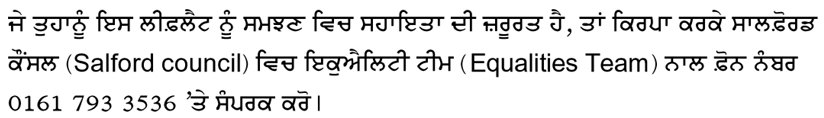 ਜੇ ਤੁਹਾਨੂੰ ਇਸ ਲੀਫ਼ਲੈਟ ਨੂੰ ਸਮਝਣ ਵਿਚ ਸਹਾਇਤਾ ਦੀ ਜ਼ਰੂਰਤ ਹੈ, ਤਾਂ ਕਿਰਪਾ ਕਰਕੇ ਸਾਲਫ਼ੋਰਡ
ਕੌਂਸਲ (Salford council) ਵਿਚ ਇਕੁਐਲਿਟੀ ਟੀਮ (Equalities Team) ਨਾਲ ਫ਼ੋਨ ਨੰਬਰ
0161 793 3536 'ਤੇ ਸੰਪਰਕ ਕਰੋ।